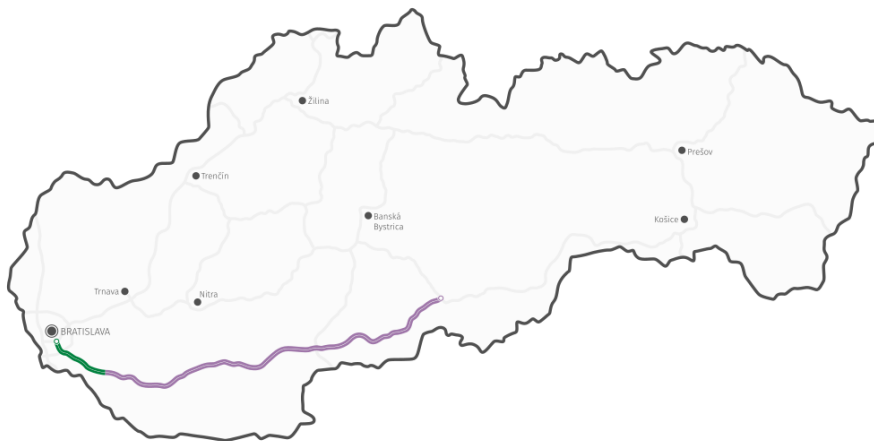 Žilina
Prešov
Trenčín
Banská
Bystrica
Košice
Trnava
Nitra
BRATISLAVA